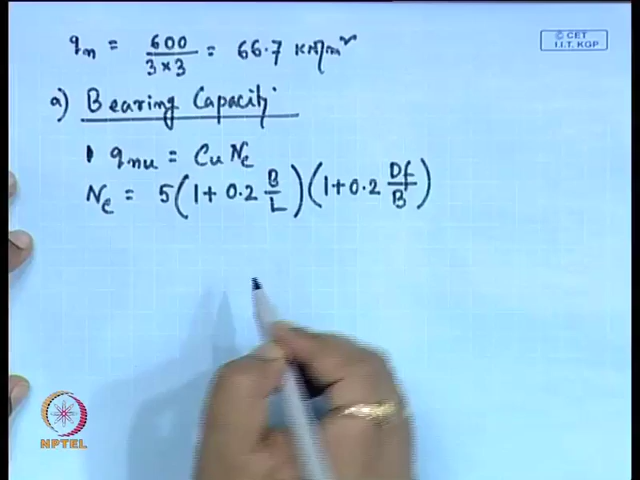 © CET
I.I.T. KGP
qn = 600 / 3 × 3 = 66.7 kN/m²
a) Bearing Capacity
qnu = Cu Nc
Nc = 5(1+0.2 B/L)(1+0.2 Df/B)
NPTEL